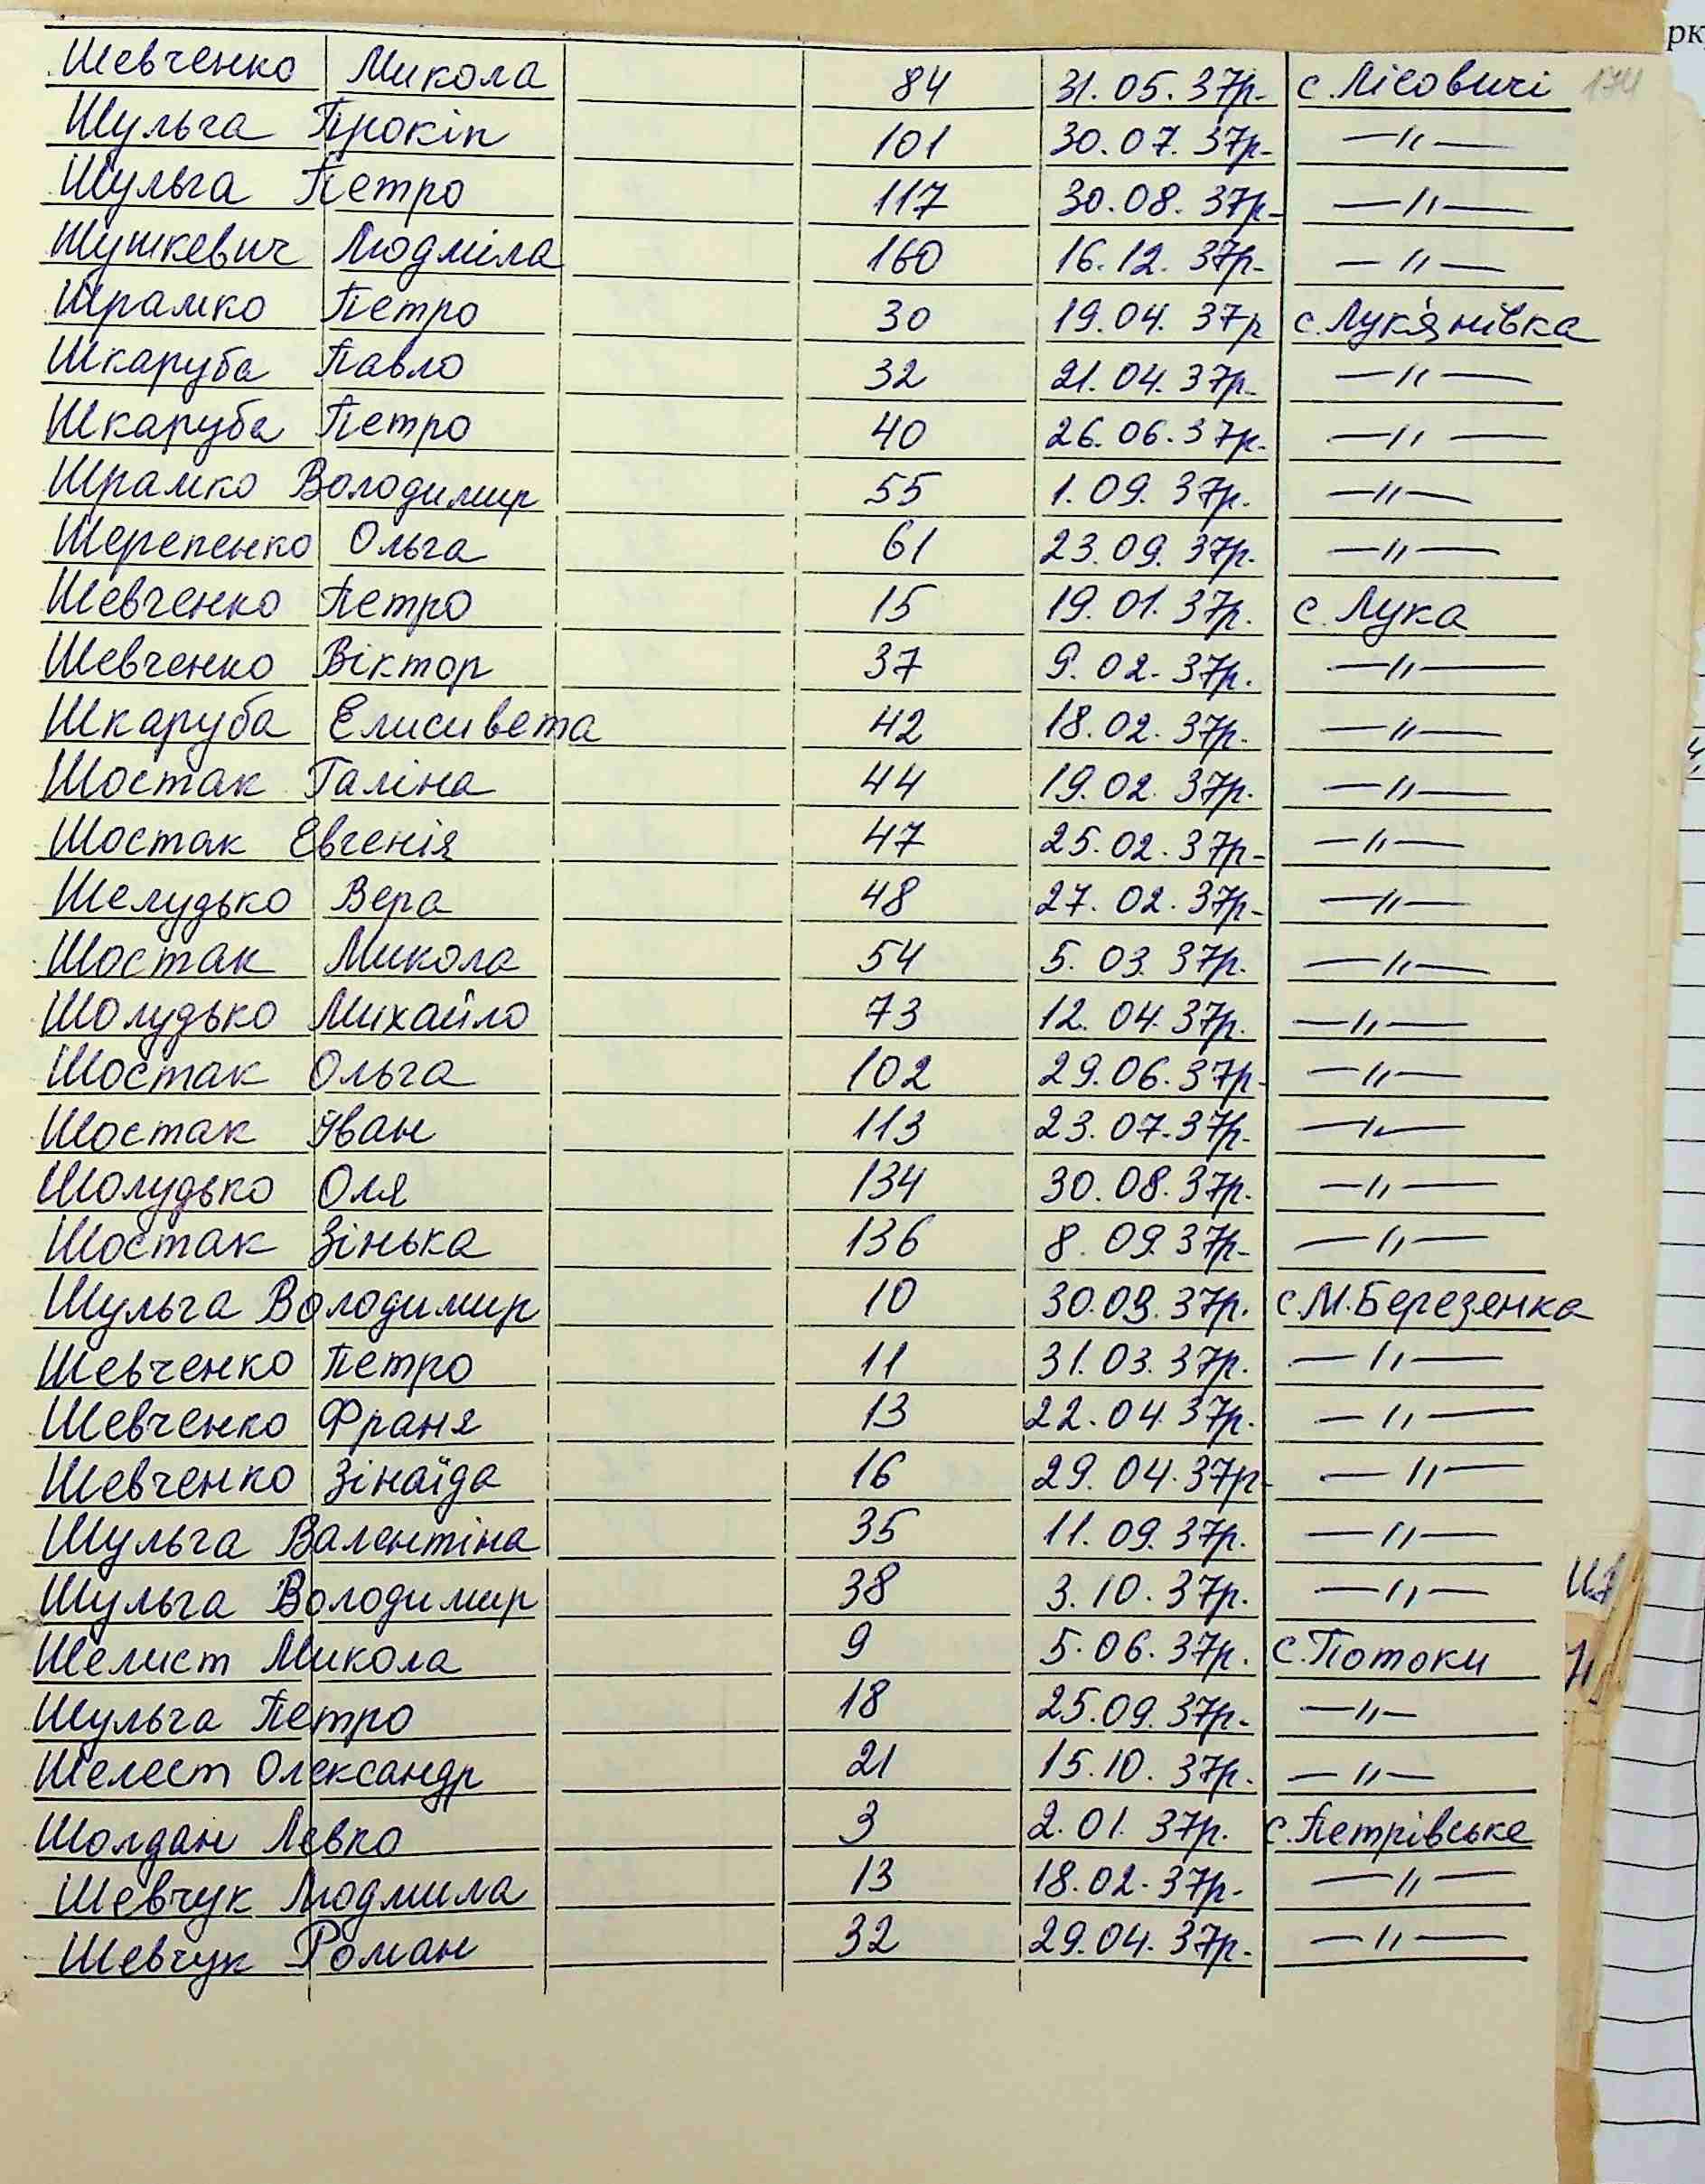 Шевченко Микола 84 31.05.37р. с. Лісовичі 174
Шульга Прокіп 101 30.07.37р. —"—
Шульга Петро 117 30.08.37р. —"—
Шушкевич Людміла 160 16.12.37р. —"—
Шрамко Петро 30 19.04.37р с. Лук'янівка
Шкаруба Павло 32 21.04.37р. —"—
Шкаруба Петро 40 26.06.37р. —"—
Шрамко Володимир 55 1.09.37р. —"—
Шерепенко Ольга 61 23.09.37р. —"—
Шевченко Петро 15 19.01.37р. с. Лука
Шевченко Віктор 37 9.02.37р. —"—
Шкаруба Елисивета 42 18.02.37р. —"—
Шостак Галіна 44 19.02.37р. —"—
Шостак Євгенія 47 25.02.37р. —"—
Шелудько Вера 48 27.02.37р. —"—
Шостак Микола 54 5.03.37р. —"—
Шолудько Михайло 73 12.04.37р. —"—
Шостак Ольга 102 29.06.37р. —"—
Шостак Іван 113 23.07.37р. —"—
Шолудько Оля 134 30.08.37р. —"—
Шостак Зінька 136 8.09.37р. —"—
Шульга Володимир 10 с. М. Березенка
Шевченко Петро 11 31.03.37р. —"—
Шевченко Франя 13 22.04.37р. —"—
Шевченко Зінаїда 16 29.04.37р. —"—
Шульга Валентіна 35 11.09.37р. —"—
Шульга Володимир 38 3.10.37р. —"—
Шелист Микола 9 5.06.37р. с. Потоки
Шульга Петро 18 25.09.37р. —"—
Шелест Олександр 21 15.10.37р. —"—
Шолдан Левко 3 2.01.37р. с. Петрівське
Шевчук Людмила 13 18.02.37р. —"—
Шевчук Роман 32 29.04.37р. —"—